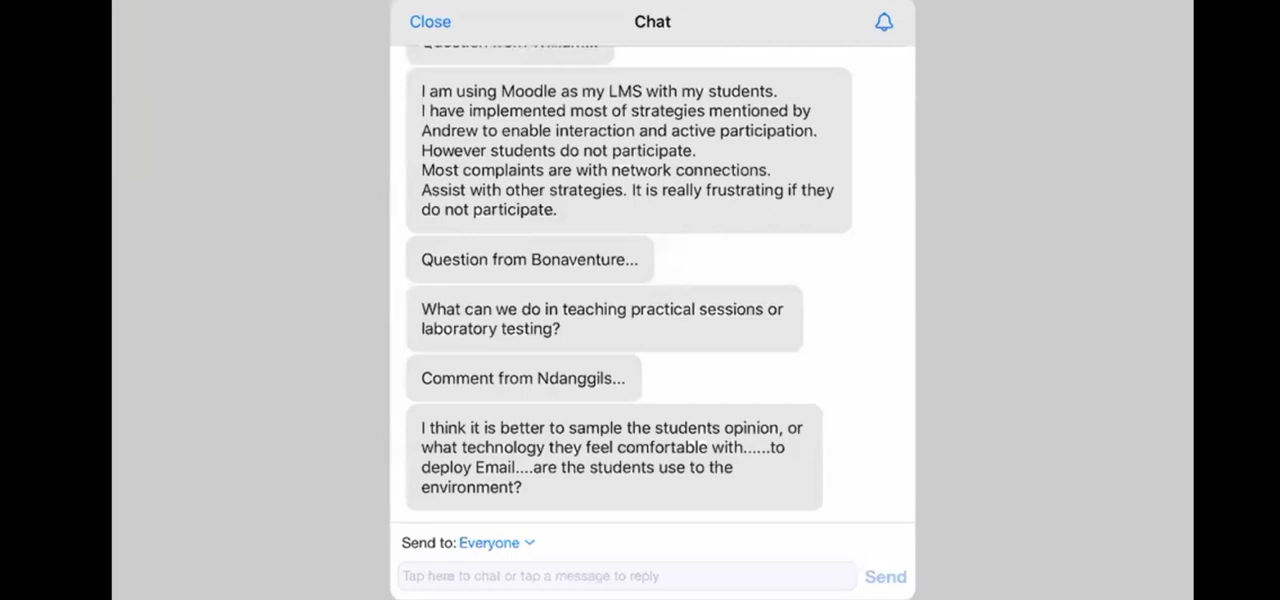 Close
Chat
Question from
I am using Moodle as my LMS with my students.
I have implemented most of strategies mentioned by
Andrew to enable interaction and active participation.
However students do not participate.
Most complaints are with network connections.
Assist with other strategies. It is really frustrating if they
do not participate.
Question from Bonaventure...
What can we do in teaching practical sessions or
laboratory testing?
Comment from Ndanggils...
I think it is better to sample the students opinion, or
what technology they feel comfortable with......to
deploy Email....are the students use to the
environment?
Send to: Everyone
Tap here to chat or tap a message to reply
Send